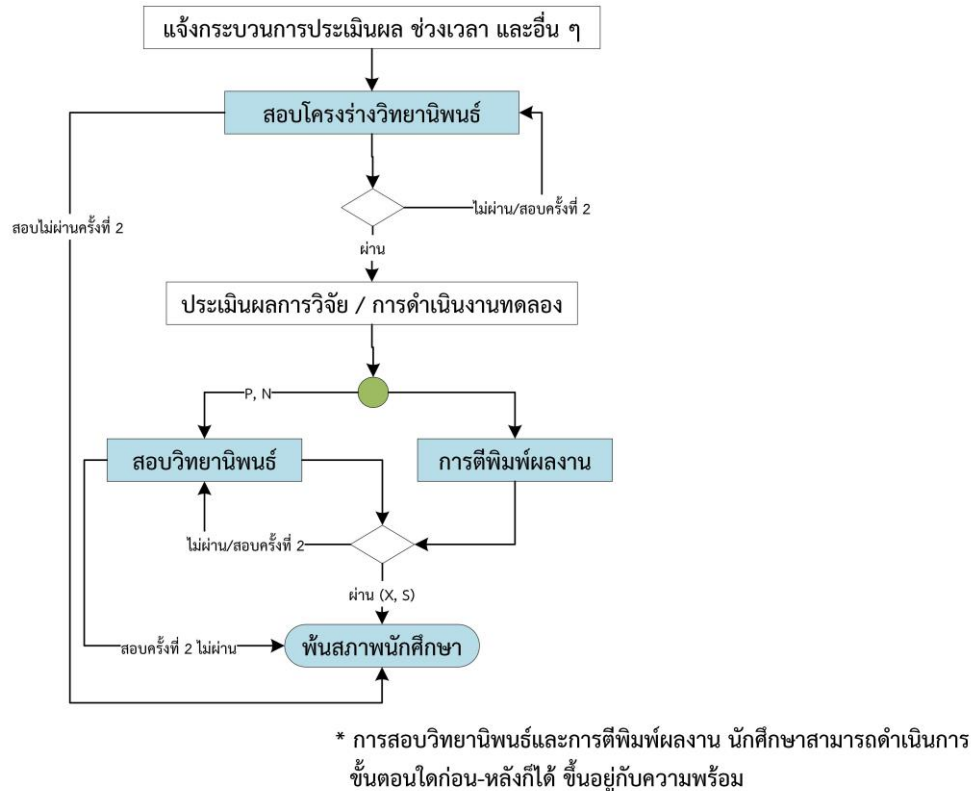 แจ้งกระบวนการประเมินผล ช่วงเวลา และอื่น ๆ
สอบโครงร่างวิทยานิพนธ์
ไม่ผ่าน/สอบครั้งที่ 2
สอบไม่ผ่านครั้งที่ 2
ผ่าน
ประเมินผลการวิจัย / การดำเนินงานทดลอง
P, N
สอบวิทยานิพนธ์
การตีพิมพ์ผลงาน
ไม่ผ่าน/สอบครั้งที่ 2
ผ่าน (X, S)
สอบครั้งที่ 2 ไม่ผ่าน
พ้นสภาพนักศึกษา
* การสอบวิทยานิพนธ์และการตีพิมพ์ผลงาน นักศึกษาสามารถดำเนินการ
ขั้นตอนใดก่อน-หลังก็ได้ ขึ้นอยู่กับความพร้อม